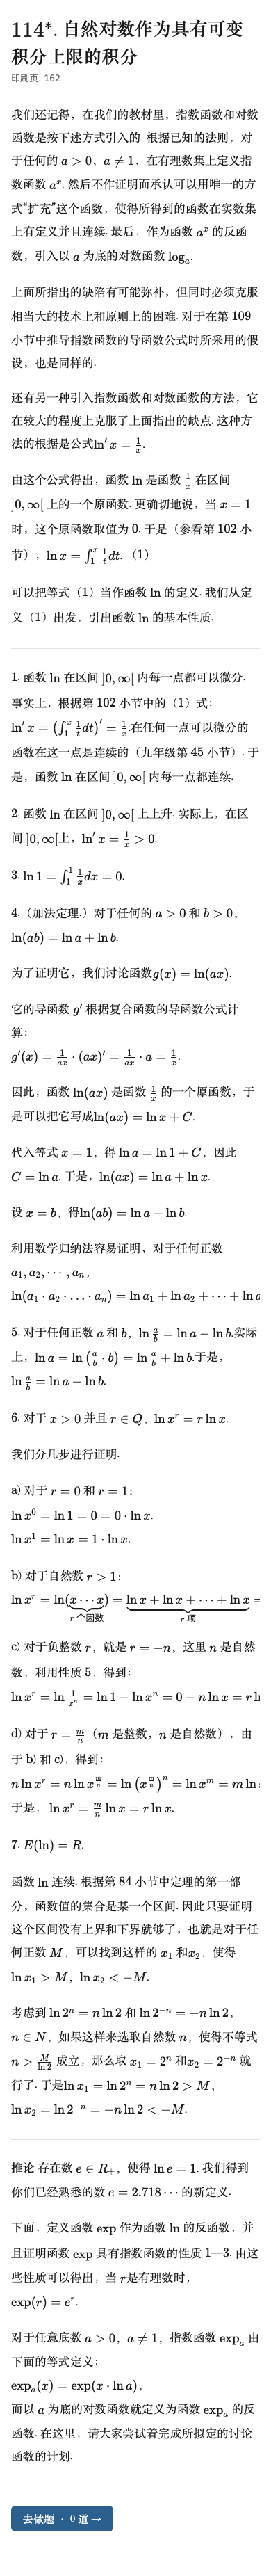 114*. 自然对数作为具有可变
积分上限的积分
印刷页 162
我们还记得，在我们的教材里，指数函数和对数
函数是按下述方式引入的. 根据已知的法则，对
于任何的 a > 0，a ≠ 1，在有理数集上定义指
数函数 a^x. 然后不作证明而承认可以用唯一的方
式“扩充”这个函数，使得所得到的函数在实数集
上有定义并且连续. 最后，作为函数 a^x 的反函
数，引入以 a 为底的对数函数 log_a.
上面所指出的缺陷有可能弥补，但同时必须克服
相当大的技术上和原则上的困难. 对于在第 109
小节中推导指数函数的导函数公式时所采用的假
设，也是同样的.
还有另一种引入指数函数和对数函数的方法，它
在较大的程度上克服了上面指出的缺点. 这种方
法的根据是公式ln′ x = 1/x.
由这个公式得出，函数 ln 是函数 1/x 在区间
]0, ∞[ 上的一个原函数. 更确切地说，当 x = 1
时，这个原函数取值为 0. 于是（参看第 102 小
节），ln x = ∫_1^x 1/t dt.（1）
可以把等式（1）当作函数 ln 的定义. 我们从定
义（1）出发，引出函数 ln 的基本性质.
1. 函数 ln 在区间 ]0, ∞[ 内每一点都可以微分.
事实上，根据第 102 小节中的（1）式：
ln′ x = (∫_1^x 1/t dt)′ = 1/x.在任何一点可以微分的
函数在这一点是连续的（九年级第 45 小节）. 于
是，函数 ln 在区间 ]0, ∞[ 内每一点都连续.
2. 函数 ln 在区间 ]0, ∞[ 上上升. 实际上，在区
间 ]0, ∞[上，ln′ x = 1/x > 0.
3. ln 1 = ∫_1^1 1/x dx = 0.
4.（加法定理.）对于任何的 a > 0 和 b > 0，
ln(ab) = ln a + ln b.
为了证明它，我们讨论函数g(x) = ln(ax).
它的导函数 g′ 根据复合函数的导函数公式计
算：
g′(x) = 1/(ax) · (ax)′ = 1/(ax) · a = 1/x.
因此，函数 ln(ax) 是函数 1/x 的一个原函数，于
是可以把它写成ln(ax) = ln x + C.
代入等式 x = 1，得 ln a = ln 1 + C，因此
C = ln a. 于是，ln(ax) = ln a + ln x.
设 x = b，得ln(ab) = ln a + ln b.
利用数学归纳法容易证明，对于任何正数
a_1, a_2, ⋯ , a_n，
ln(a_1 · a_2 · … · a_n) = ln a_1 + ln a_2 + ⋯ + ln a
5. 对于任何正数 a 和 b，ln a/b = ln a − ln b.实际
上，ln a = ln (a/b · b) = ln a/b + ln b.于是，
ln a/b = ln a − ln b.
6. 对于 x > 0 并且 r ∈ Q，ln x^r = r ln x.
我们分几步进行证明.
a) 对于 r = 0 和 r = 1：
ln x^0 = ln 1 = 0 = 0 · ln x.
ln x^1 = ln x = 1 · ln x.
b) 对于自然数 r > 1：
ln x^r = ln(x ⋯ x) = ln x + ln x + ⋯ + ln x =
r 个因数 r 项
c) 对于负整数 r，就是 r = −n，这里 n 是自然
数，利用性质 5，得到：
ln x^r = ln 1/x^n = ln 1 − ln x^n = 0 − n ln x = r l
d) 对于 r = m/n（m 是整数，n 是自然数），由
于 b) 和 c)，得到：
n ln x^r = n ln x^(m/n) = ln (x^(m/n))^n = ln x^m = m ln
于是，ln x^r = m/n ln x = r ln x.
7. E(ln) = R.
函数 ln 连续. 根据第 84 小节中定理的第一部
分，函数值的集合是某一个区间. 因此只要证明
这个区间没有上界和下界就够了，也就是对于任
何正数 M，可以找到这样的 x_1 和x_2，使得
ln x_1 > M，ln x_2 < −M.
考虑到 ln 2^n = n ln 2 和 ln 2^−n = −n ln 2，
n ∈ N，如果这样来选取自然数 n，使得不等式
n > M/ln 2 成立，那么取 x_1 = 2^n 和x_2 = 2^−n 就
行了. 于是ln x_1 = ln 2^n = n ln 2 > M，
ln x_2 = ln 2^−n = −n ln 2 < −M.
推论 存在数 e ∈ R_+，使得 ln e = 1. 我们得到
你们已经熟悉的数 e = 2.718 ⋯ 的新定义.
下面，定义函数 exp 作为函数 ln 的反函数，并
且证明函数 exp 具有指数函数的性质 1—3. 由这
些性质可以得出，当 r是有理数时，
exp(r) = e^r.
对于任意底数 a > 0，a ≠ 1，指数函数 exp_a 由
下面的等式定义：
exp_a(x) = exp(x · ln a)，
而以 a 为底的对数函数就定义为函数 exp_a 的反
函数. 在这里，请大家尝试着完成所拟定的讨论
函数的计划.
去做题 · 0 道 →